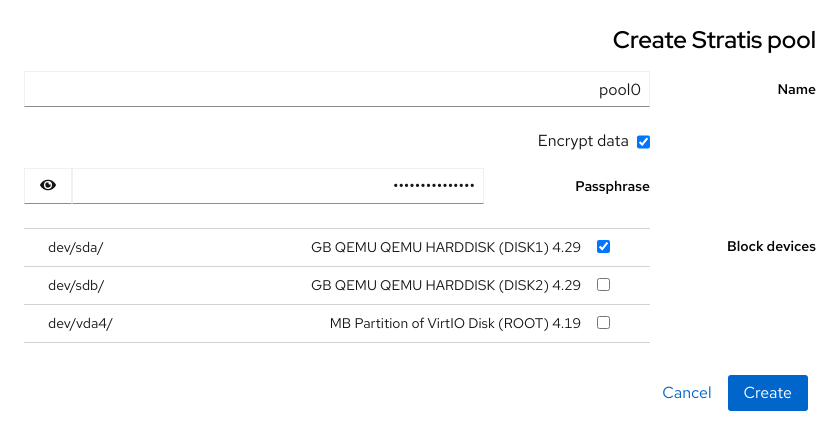 Create Stratis pool
Name
pool0
Encrypt data
Passphrase
Block devices
GB QEMU QEMU HARDDISK (DISK1) 4.29
dev/sda/
GB QEMU QEMU HARDDISK (DISK2) 4.29
dev/sdb/
MB Partition of VirtIO Disk (ROOT) 4.19
dev/vda4/
Create
Cancel